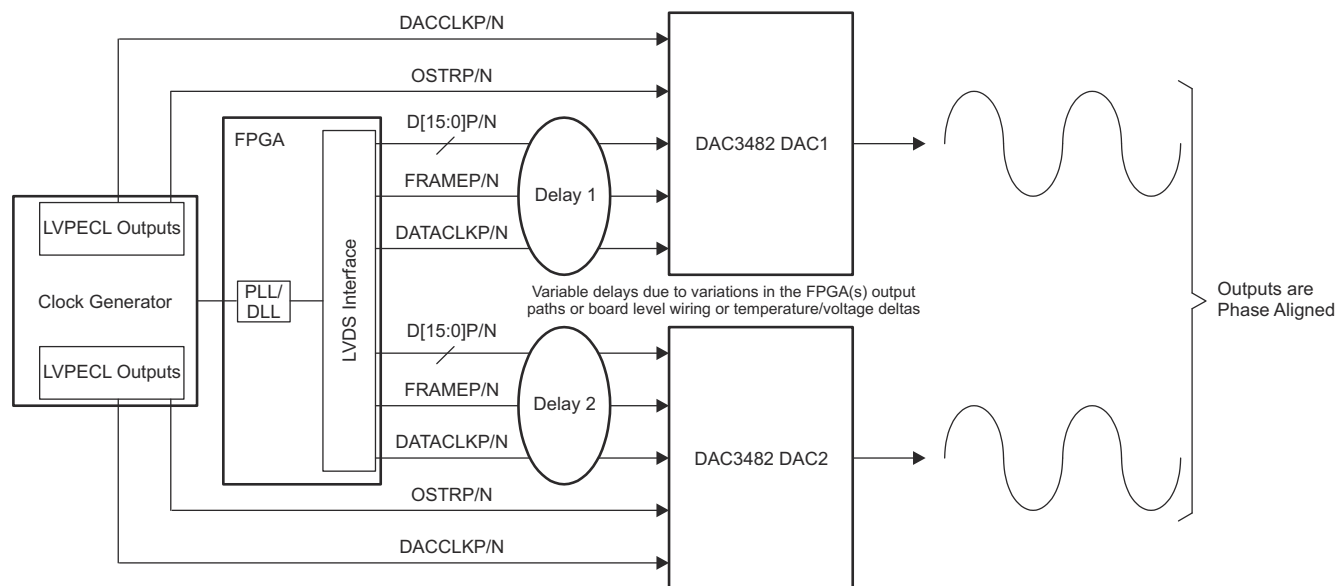 DACCLKP/N
OSTRP/N
FPGA
D[15:0]P/N
FRAMEP/N
DATACLKP/N
Delay 1
DAC3482 DAC1
LVPECL Outputs
Clock Generator
LVPECL Outputs
PLL/
DLL
LVDS Interface
Variable delays due to variations in the FPGA(s) output
paths or board level wiring or temperature/voltage deltas
Outputs are
Phase Aligned
D[15:0]P/N
FRAMEP/N
DATACLKP/N
Delay 2
DAC3482 DAC2
OSTRP/N
DACCLKP/N